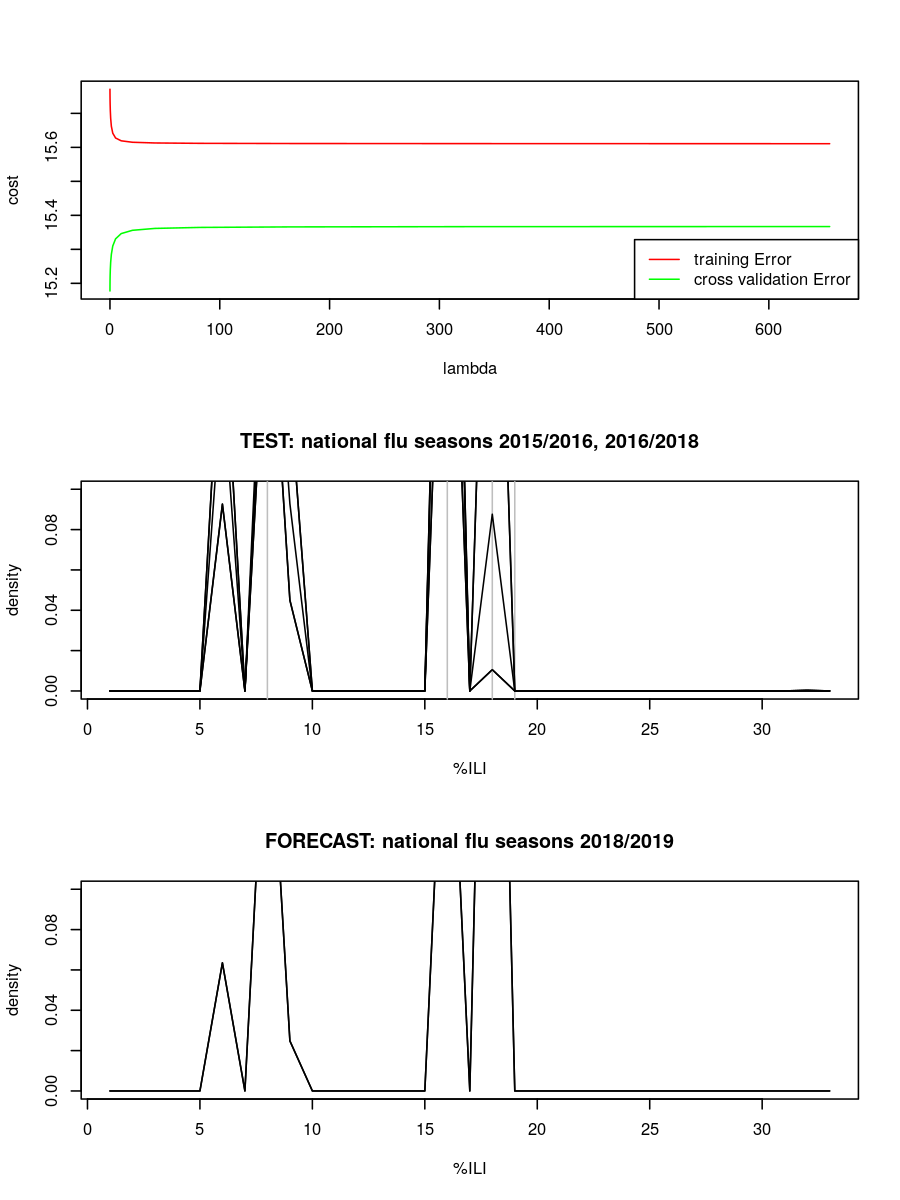 cost
15.2 15.4 15.6
training Error
cross validation Error
0 100 200 300 400 500 600
lambda
TEST: national flu seasons 2015/2016, 2016/2018
density
0.00 0.04 0.08
0 5 10 15 20 25 30
%ILI
FORECAST: national flu seasons 2018/2019
density
0.00 0.04 0.08
0 5 10 15 20 25 30
%ILI